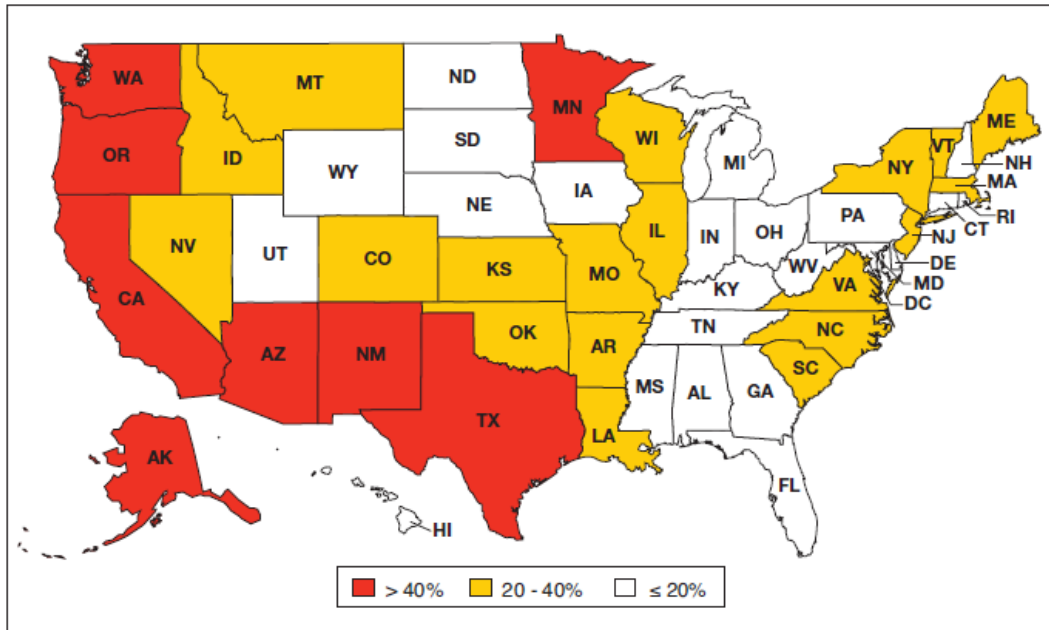 WA
MT
ND
MN
ME
OR
ID
SD
WI
VT
NY
NH
WY
MI
MA
IA
NE
PA
RI
CT
NV
UT
CO
IL
IN
OH
NJ
KS
MO
WV
DE
CA
KY
VA
MD
DC
TN
NC
AZ
NM
OK
AR
SC
MS
AL
GA
TX
LA
AK
FL
HI
> 40% 20 - 40% ≤ 20%